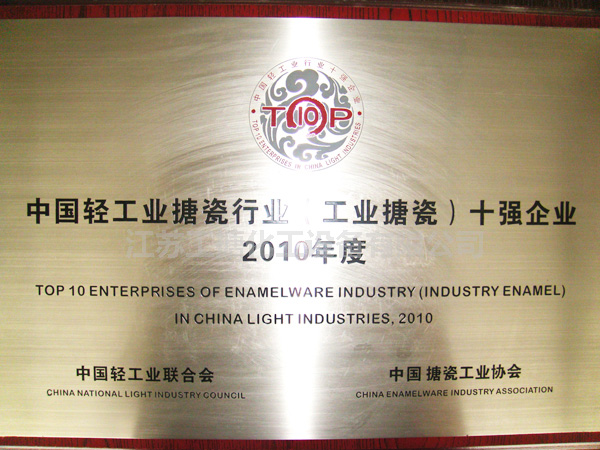 中国轻工业行业十强企业
TOP 10
TOP 10 ENTERPRISES IN CHINA LIGHT INDUSTRIES
中国轻工业搪瓷行业（工业搪瓷）十强企业
2010年度
TOP 10 ENTERPRISES OF ENAMELWARE INDUSTRY (INDUSTRY ENAMEL)
IN CHINA LIGHT INDUSTRIES, 2010
中国轻工业联合会
CHINA NATIONAL LIGHT INDUSTRY COUNCIL
中国搪瓷工业协会
CHINA ENAMELWARE INDUSTRY ASSOCIATION